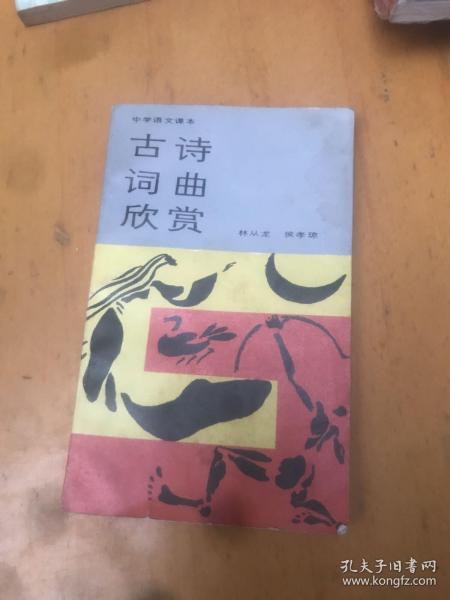 中学语文课本
古诗
词曲
欣赏
林从龙 侯孝琼
孔夫子旧书网
www.kongfz.com